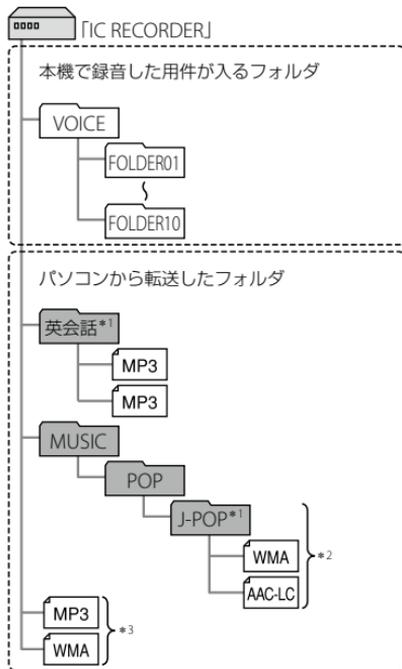 「IC RECORDER」
本機で録音した用件が入るフォルダ
VOICE
FOLDER01
〜
FOLDER10
パソコンから転送したフォルダ
英会話*1
MP3
MP3
MUSIC
POP
J-POP*1
WMA
*2
AAC-LC
MP3
*3
WMA